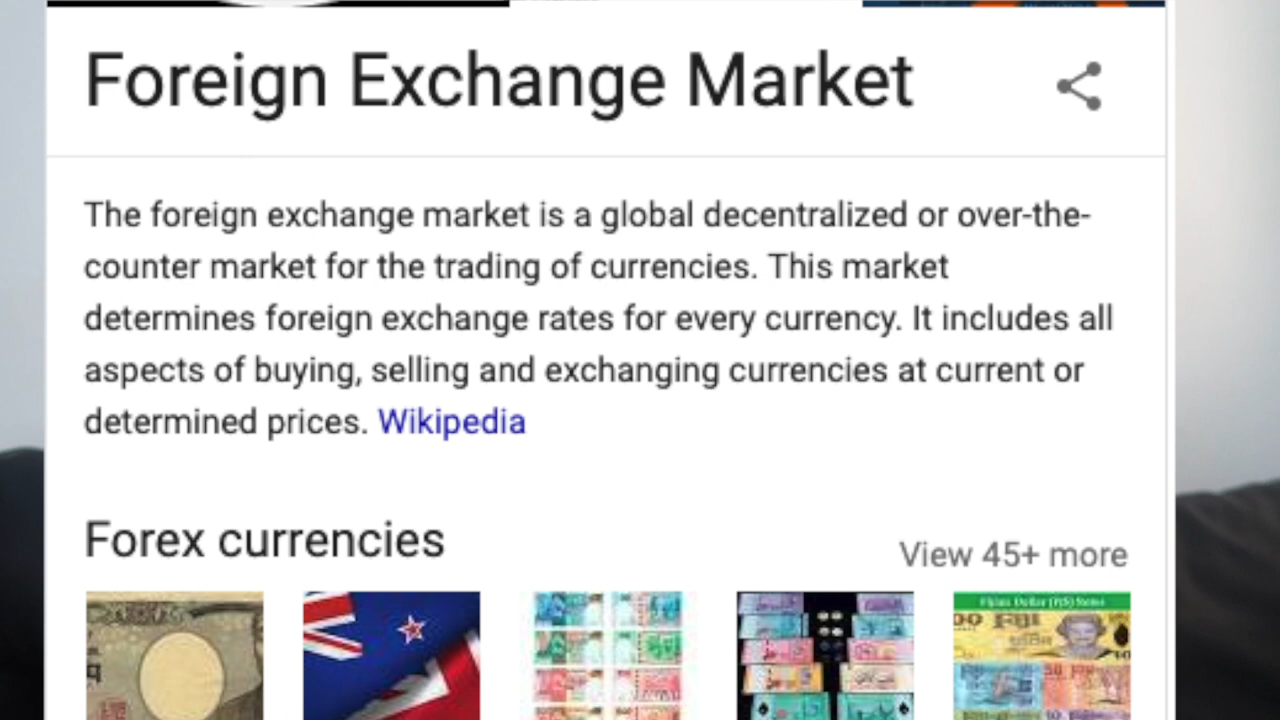 Foreign Exchange Market
The foreign exchange market is a global decentralized or over-the-
counter market for the trading of currencies. This market
determines foreign exchange rates for every currency. It includes all
aspects of buying, selling and exchanging currencies at current or
determined prices. Wikipedia
Forex currencies
View 45+ more